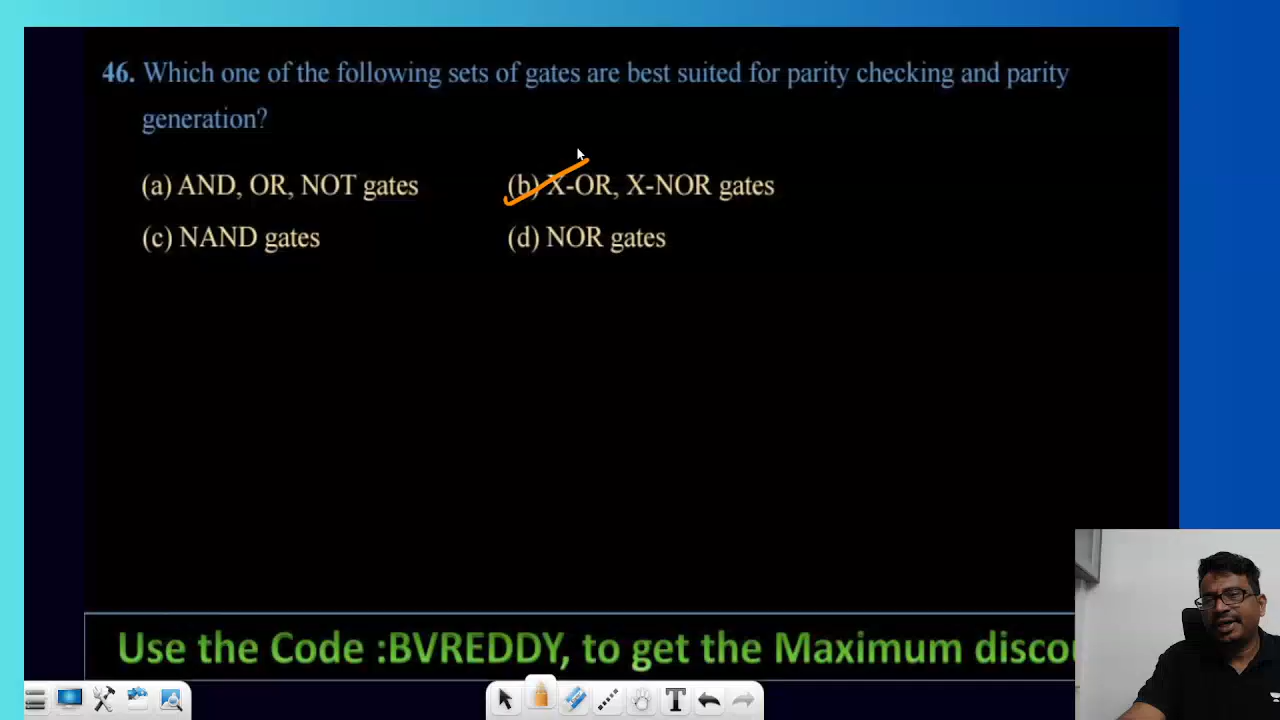 46. Which one of the following sets of gates are best suited for parity checking and parity
generation?
(a) AND, OR, NOT gates (b) X-OR, X-NOR gates
(c) NAND gates (d) NOR gates
Use the Code :BVREDDY, to get the Maximum disco
T